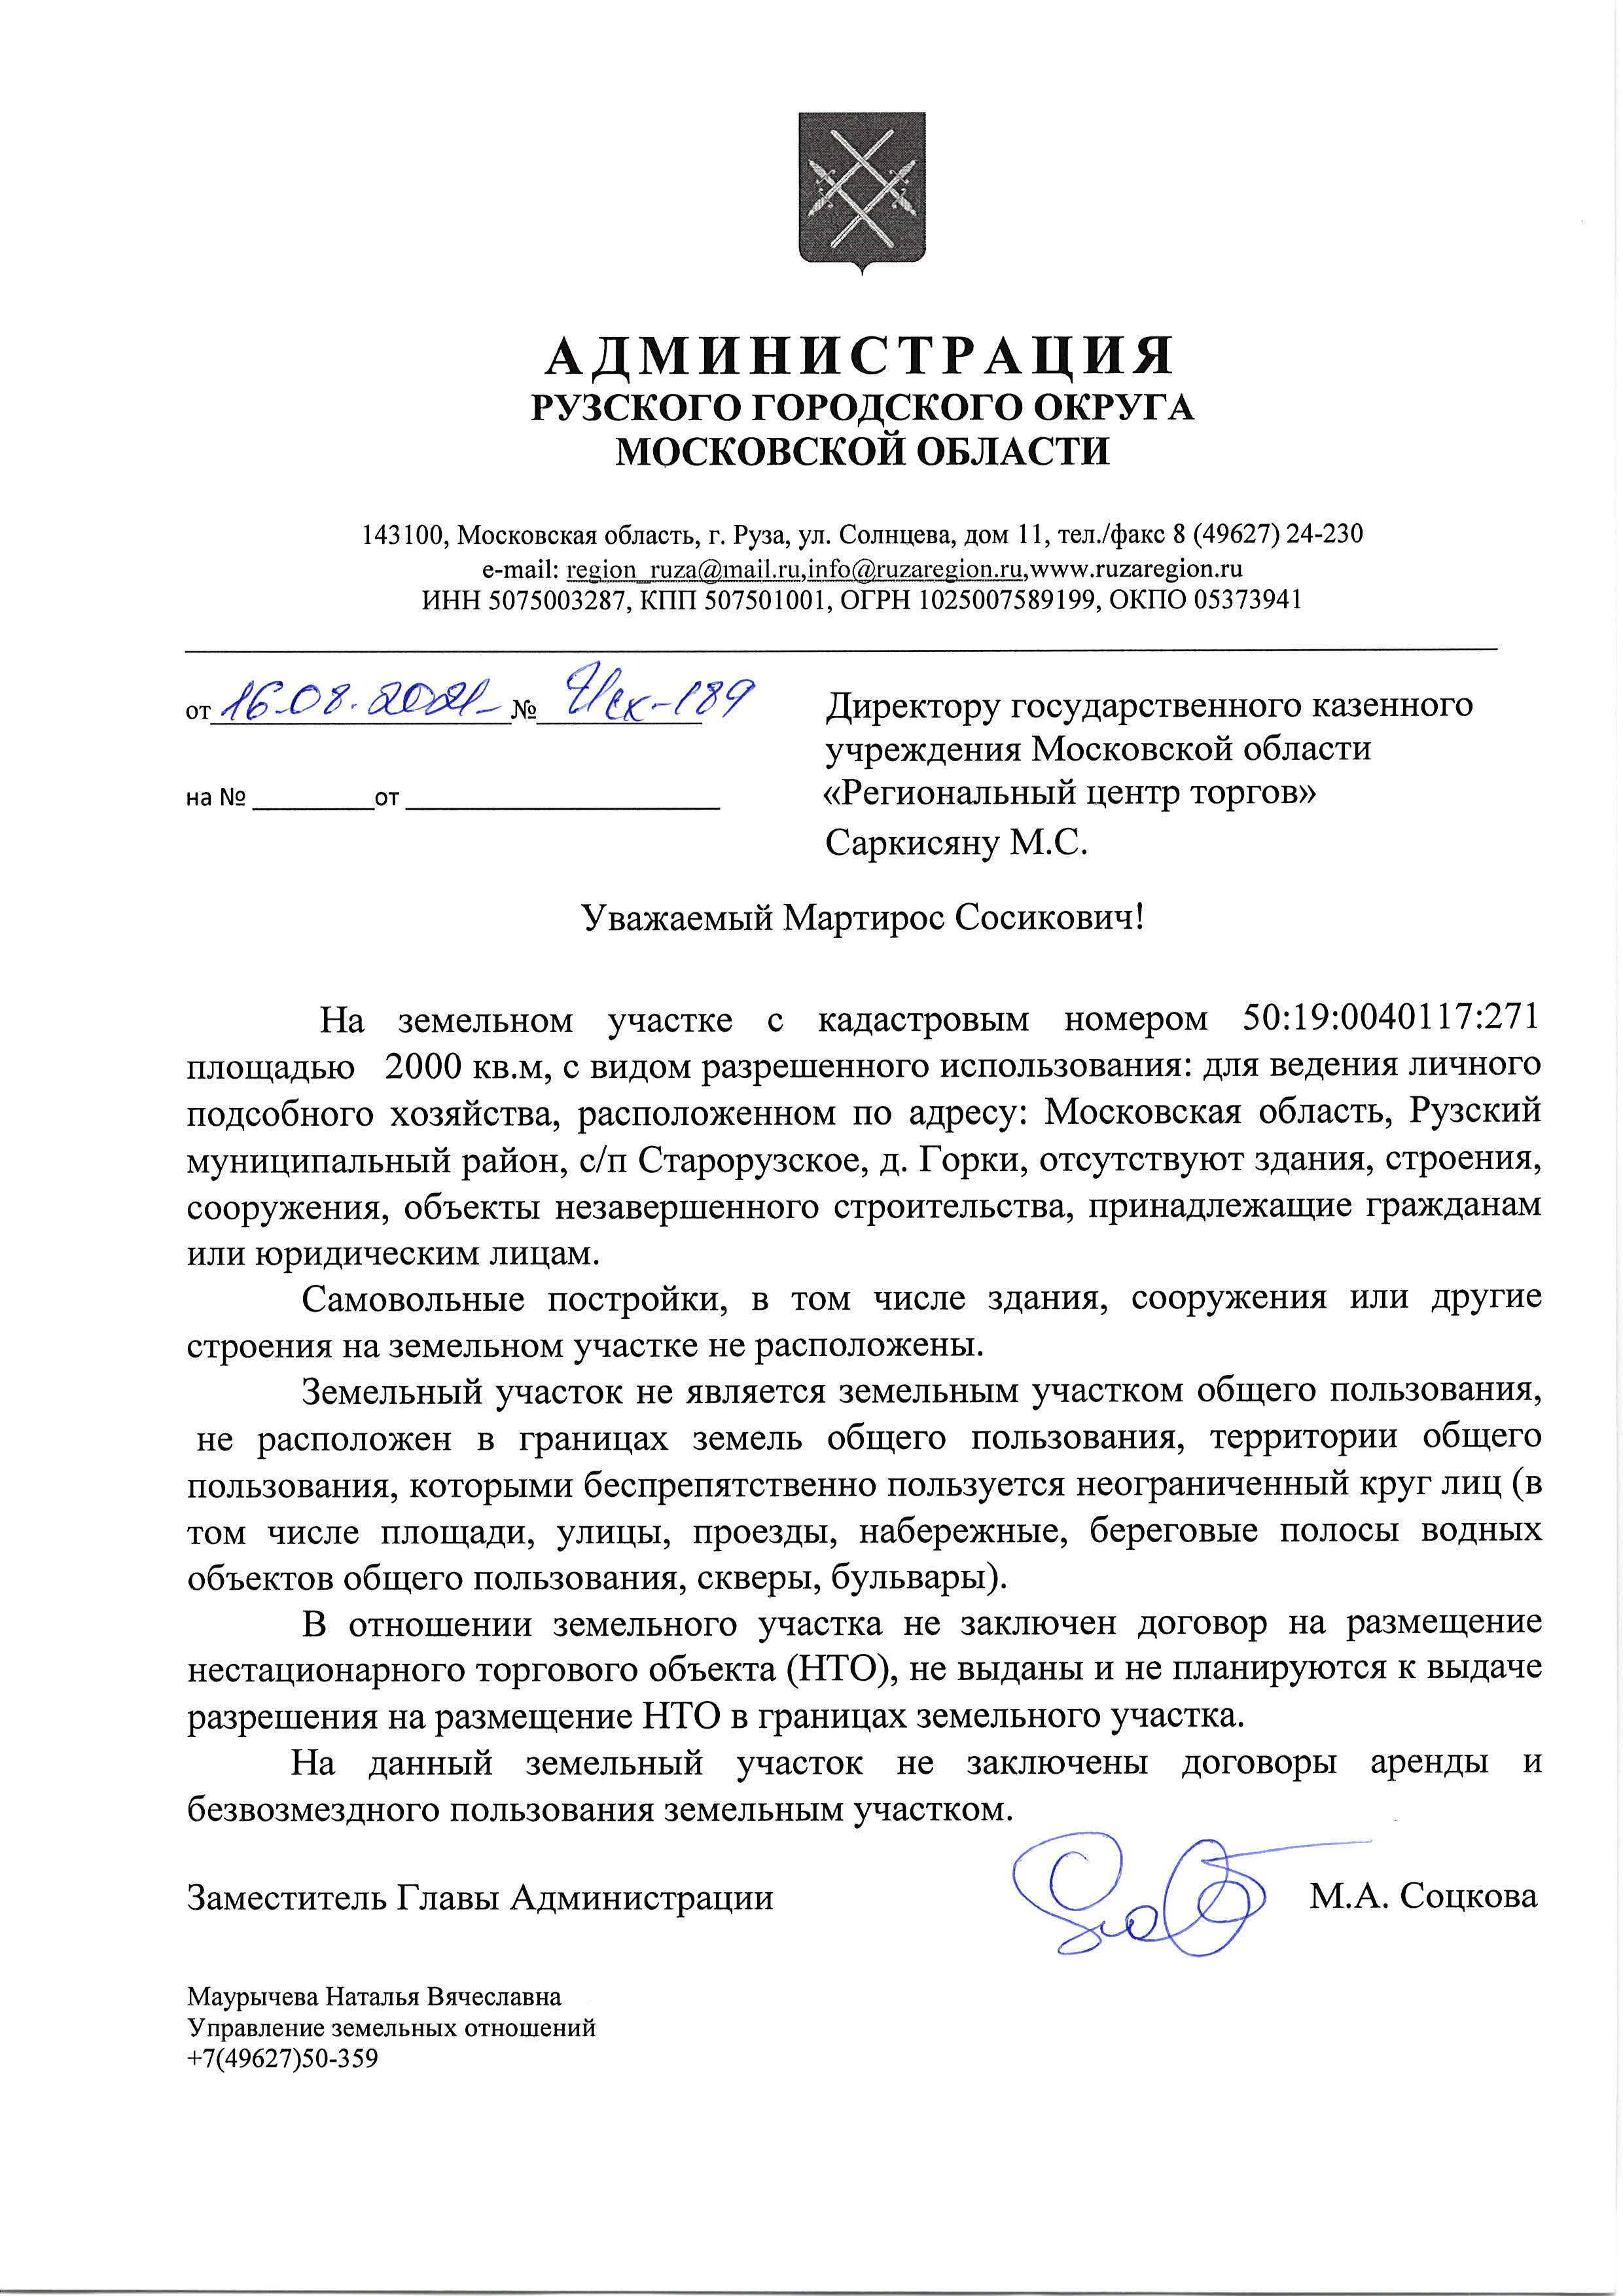 АДМИНИСТРАЦИЯ
РУЗСКОГО ГОРОДСКОГО ОКРУГА
МОСКОВСКОЙ ОБЛАСТИ
143100, Московская область, г. Руза, ул. Солнцева, дом 11, тел./факс 8 (49627) 24-230
e-mail: region_ruza@mail.ru,info@ruzaregion.ru,www.ruzaregion.ru
ИНН 5075003287, КПП 507501001, ОГРН 1025007589199, ОКПО 05373941
от 16.08.2021 № Исх-189
на № ________от ____________________
Директору государственного казенного
учреждения Московской области
«Региональный центр торгов»
Саркисяну М.С.
Уважаемый Мартирос Сосикович!
На земельном участке с кадастровым номером 50:19:0040117:271
площадью 2000 кв.м, с видом разрешенного использования: для ведения личного
подсобного хозяйства, расположенном по адресу: Московская область, Рузский
муниципальный район, с/п Старорузское, д. Горки, отсутствуют здания, строения,
сооружения, объекты незавершенного строительства, принадлежащие гражданам
или юридическим лицам.
Самовольные постройки, в том числе здания, сооружения или другие
строения на земельном участке не расположены.
Земельный участок не является земельным участком общего пользования,
не расположен в границах земель общего пользования, территории общего
пользования, которыми беспрепятственно пользуется неограниченный круг лиц (в
том числе площади, улицы, проезды, набережные, береговые полосы водных
объектов общего пользования, скверы, бульвары).
В отношении земельного участка не заключен договор на размещение
нестационарного торгового объекта (НТО), не выданы и не планируются к выдаче
разрешения на размещение НТО в границах земельного участка.
На данный земельный участок не заключены договоры аренды и
безвозмездного пользования земельным участком.
Заместитель Главы Администрации М.А. Соцкова
Маурычева Наталья Вячеславна
Управление земельных отношений
+7(49627)50-359